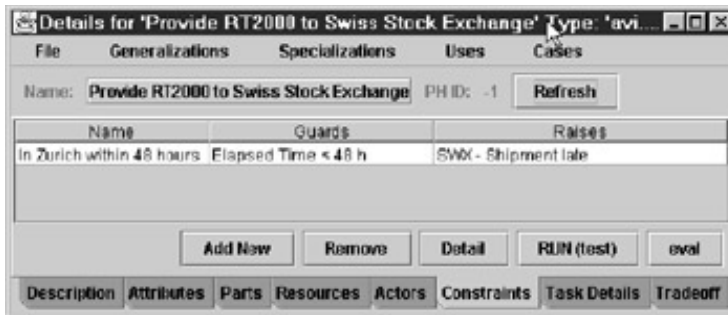 Details for 'Provide RT2000 to Swiss Stock Exchange' Type: 'avi....
File Generalizations Specializations Uses Cases
Name: Provide RT2000 to Swiss Stock Exchange PH ID: -1 Refresh
Name Guards Raises
In Zurich within 48 hours Elapsed Time < 48 h SWX - Shipment late
Add New Remove Detail RUN (test) eval
Description Attributes Parts Resources Actors Constraints Task Details Tradeoff